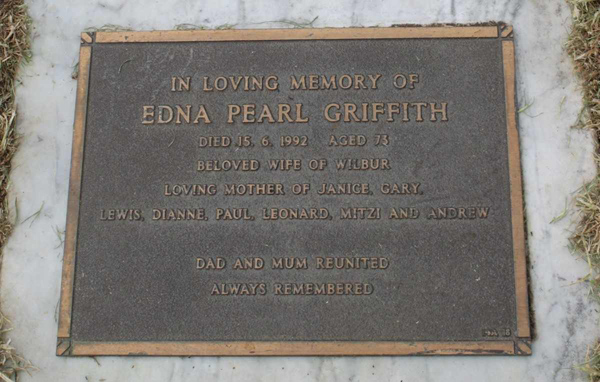 IN LOVING MEMORY OF
EDNA PEARL GRIFFITH
DIED 15. 6. 1992 AGED 73
BELOVED WIFE OF WILBUR
LOVING MOTHER OF JANICE, GARY,
LEWIS, DIANNE, PAUL, LEONARD, MITZI AND ANDREW
DAD AND MUM REUNITED
ALWAYS REMEMBERED